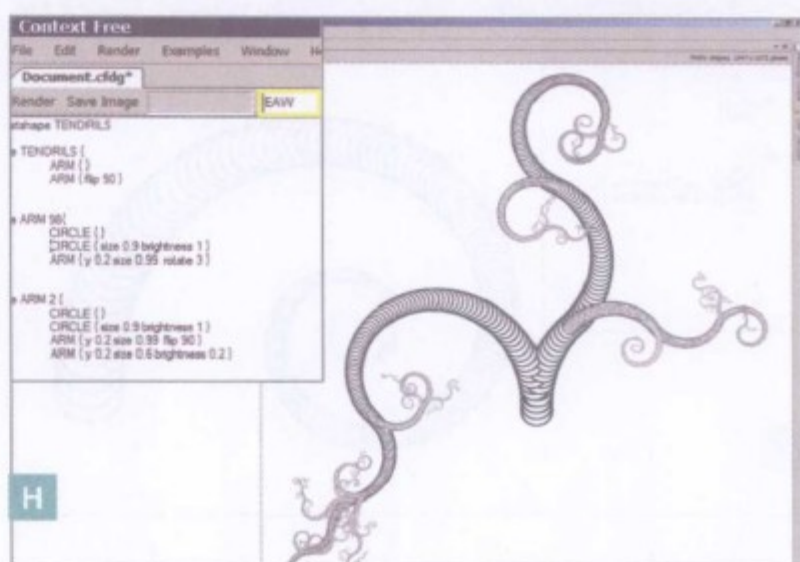 Context Free
File Edit Render Examples Window
Document.cfdg*
Render Save Image EAW
startshape TENDRILS
TENDRILS {
ARM { }
ARM { flip 90 }
ARM 98{
CIRCLE { }
CIRCLE { size 0.9 brightness 1 }
ARM { y 0.2 size 0.95 rotate 3 }
ARM 2 {
CIRCLE { }
CIRCLE { size 0.9 brightness 1 }
ARM { y 0.2 size 0.99 flip 90 }
ARM { y 0.2 size 0.6 brightness 0.2 }
H